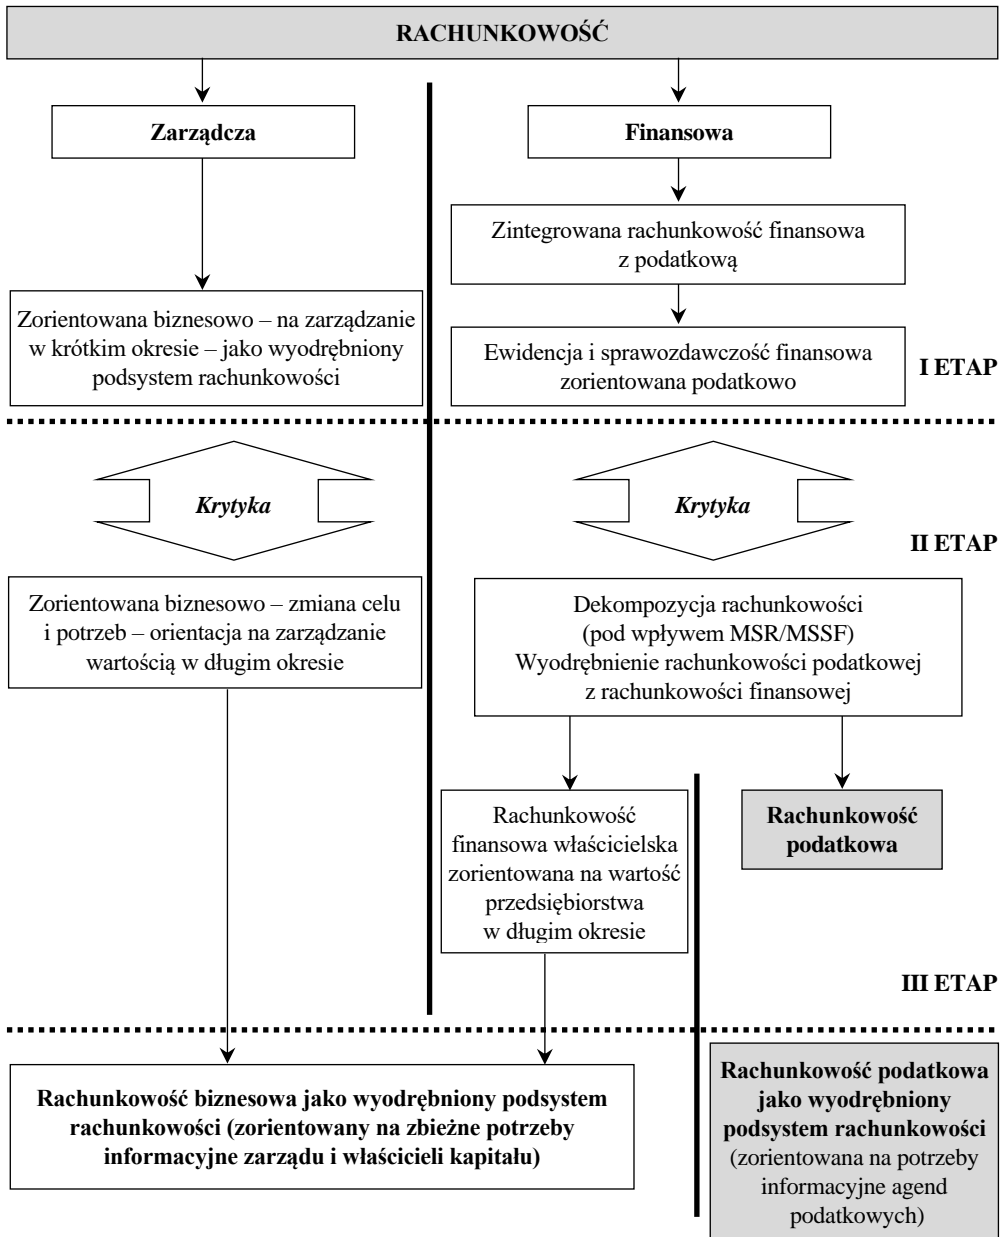 RACHUNKOWOŚĆ
Zarządcza
Finansowa
Zintegrowana rachunkowość finansowa
z podatkową
Zorientowana biznesowo – na zarządzanie
w krótkim okresie – jako wyodrębniony
podsystem rachunkowości
Ewidencja i sprawozdawczość finansowa
zorientowana podatkowo
I ETAP
Krytyka
Krytyka
II ETAP
Zorientowana biznesowo – zmiana celu
i potrzeb – orientacja na zarządzanie
wartością w długim okresie
Dekompozycja rachunkowości
(pod wpływem MSR/MSSF)
Wyodrębnienie rachunkowości podatkowej
z rachunkowości finansowej
Rachunkowość
finansowa właścicielska
zorientowana na wartość
przedsiębiorstwa
w długim okresie
Rachunkowość
podatkowa
III ETAP
Rachunkowość biznesowa jako wyodrębniony podsystem
rachunkowości (zorientowany na zbieżne potrzeby
informacyjne zarządu i właścicieli kapitału)
Rachunkowość podatkowa
jako wyodrębniony
podsystem rachunkowości
(zorientowana na potrzeby
informacyjne agend
podatkowych)